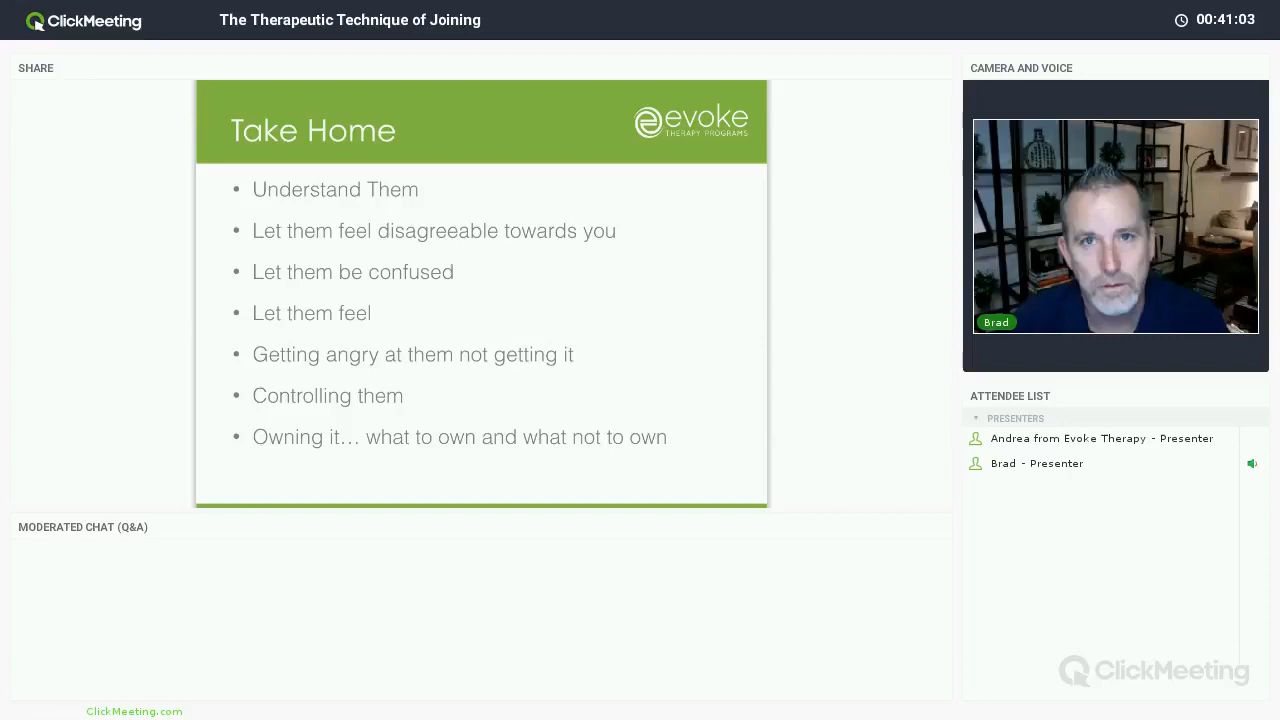 ClickMeeting
The Therapeutic Technique of Joining
00:41:03
SHARE
Take Home
evoke
THERAPY PROGRAMS
• Understand Them
• Let them feel disagreeable towards you
• Let them be confused
• Let them feel
• Getting angry at them not getting it
• Controlling them
• Owning it… what to own and what not to own
CAMERA AND VOICE
Brad
ATTENDEE LIST
PRESENTERS
Andrea from Evoke Therapy - Presenter
Brad - Presenter
MODERATED CHAT (Q&A)
ClickMeeting
ClickMeeting.com